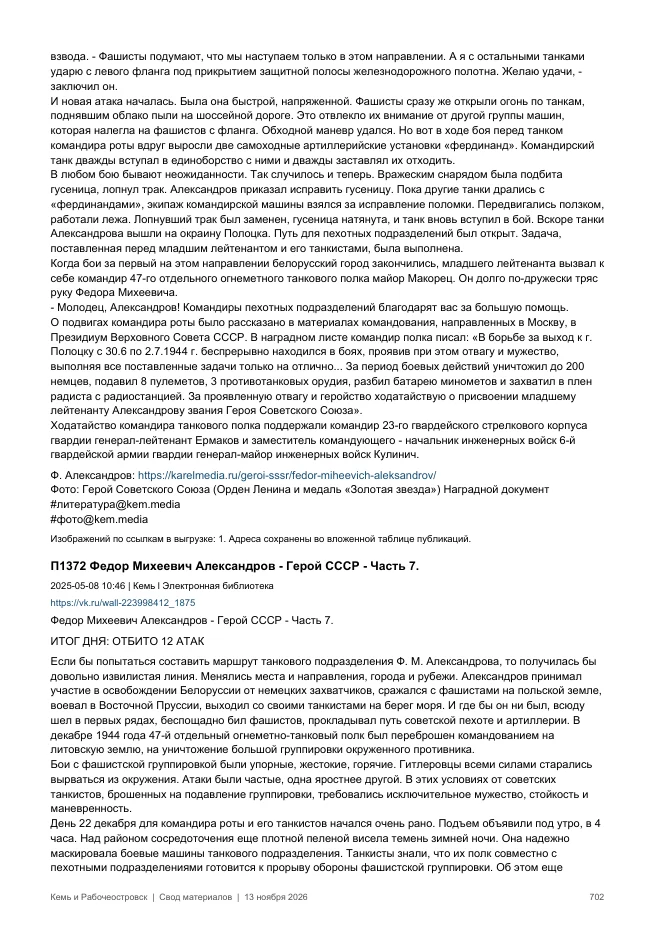 взвода. - Фашисты подумают, что мы наступаем только в этом направлении. А я с остальными танками
ударю с левого фланга под прикрытием защитной полосы железнодорожного полотна. Желаю удачи, -
заключил он.
И новая атака началась. Была она быстрой, напряженной. Фашисты сразу же открыли огонь по танкам,
поднявшим облако пыли на шоссейной дороге. Это отвлекло их внимание от другой группы машин,
которая налегла на фашистов с фланга. Обходной маневр удался. Но вот в ходе боя перед танком
командира роты вдруг выросли две самоходные артиллерийские установки «фердинанд». Командирский
танк дважды вступал в единоборство с ними и дважды заставлял их отходить.
В любом бою бывают неожиданности. Так случилось и теперь. Вражеским снарядом была подбита
гусеница, лопнул трак. Александров приказал исправить гусеницу. Пока другие танки дрались с
«фердинандами», экипаж командирской машины взялся за исправление поломки. Передвигались ползком,
работали лежа. Лопнувший трак был заменен, гусеница натянута, и танк вновь вступил в бой. Вскоре танки
Александрова вышли на окраину Полоцка. Путь для пехотных подразделений был открыт. Задача,
поставленная перед младшим лейтенантом и его танкистами, была выполнена.
Когда бои за первый на этом направлении белорусский город закончились, младшего лейтенанта вызвал к
себе командир 47-го отдельного огнеметного танкового полка майор Макорец. Он долго по-дружески тряс
руку Федора Михеевича.
- Молодец, Александров! Командиры пехотных подразделений благодарят вас за большую помощь.
О подвигах командира роты было рассказано в материалах командования, направленных в Москву, в
Президиум Верховного Совета СССР. В наградном листе командир полка писал: «В борьбе за выход к г.
Полоцку с 30.6 по 2.7.1944 г. беспрерывно находился в боях, проявив при этом отвагу и мужество,
выполняя все поставленные задачи только на отлично... За период боевых действий уничтожил до 200
немцев, подавил 8 пулеметов, 3 противотанковых орудия, разбил батарею минометов и захватил в плен
радиста с радиостанцией. За проявленную отвагу и геройство ходатайствую о присвоении младшему
лейтенанту Александрову звания Героя Советского Союза».
Ходатайство командира танкового полка поддержали командир 23-го гвардейского стрелкового корпуса
гвардии генерал-лейтенант Ермаков и заместитель командующего - начальник инженерных войск 6-й
гвардейской армии гвардии генерал-майор инженерных войск Кулинич.
Ф. Александров: https://karelmedia.ru/geroi-sssr/fedor-miheevich-aleksandrov/
Фото: Герой Советского Союза (Орден Ленина и медаль «Золотая звезда») Наградной документ
#литература@kem.media
#фото@kem.media
Изображений по ссылкам в выгрузке: 1. Адреса сохранены во вложенной таблице публикаций.
П1372 Федор Михеевич Александров - Герой СССР - Часть 7.
2025-05-08 10:46 | Кемь | Электронная библиотека
https://vk.ru/wall-223998412_1875
Федор Михеевич Александров - Герой СССР - Часть 7.
ИТОГ ДНЯ: ОТБИТО 12 АТАК
Если бы попытаться составить маршрут танкового подразделения Ф. М. Александрова, то получилась бы
довольно извилистая линия. Менялись места и направления, города и рубежи. Александров принимал
участие в освобождении Белоруссии от немецких захватчиков, сражался с фашистами на польской земле,
воевал в Восточной Пруссии, выходил со своими танкистами на берег моря. И где бы он ни был, всюду
шел в первых рядах, беспощадно бил фашистов, прокладывал путь советской пехоте и артиллерии. В
декабре 1944 года 47-й отдельный огнеметно-танковый полк был переброшен командованием на
литовскую землю, на уничтожение большой группировки окруженного противника.
Бои с фашистской группировкой были упорные, жестокие, горячие. Гитлеровцы всеми силами старались
вырваться из окружения. Атаки были частые, одна яростнее другой. В этих условиях от советских
танкистов, брошенных на подавление группировки, требовались исключительное мужество, стойкость и
маневренность.
День 22 декабря для командира роты и его танкистов начался очень рано. Подъем объявили под утро, в 4
часа. Над районом сосредоточения еще плотной пеленой висела темень зимней ночи. Она надежно
маскировала боевые машины танкового подразделения. Танкисты знали, что их полк совместно с
пехотными подразделениями готовится к прорыву обороны фашистской группировки. Об этом еще
Кемь и Рабочеостровск | Свод материалов | 13 ноября 2026
702